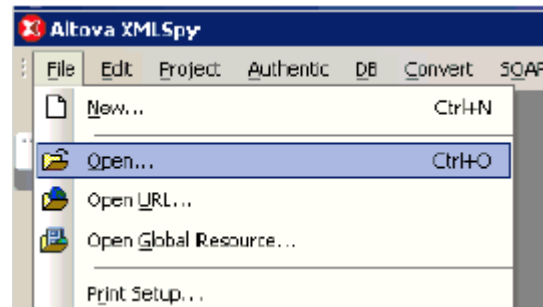 Altova XMLSpy
File Edit Project Authentic DB Convert SOAP
New... Ctrl+N
Open... Ctrl+O
Open URL...
Open Global Resource...
Print Setup...